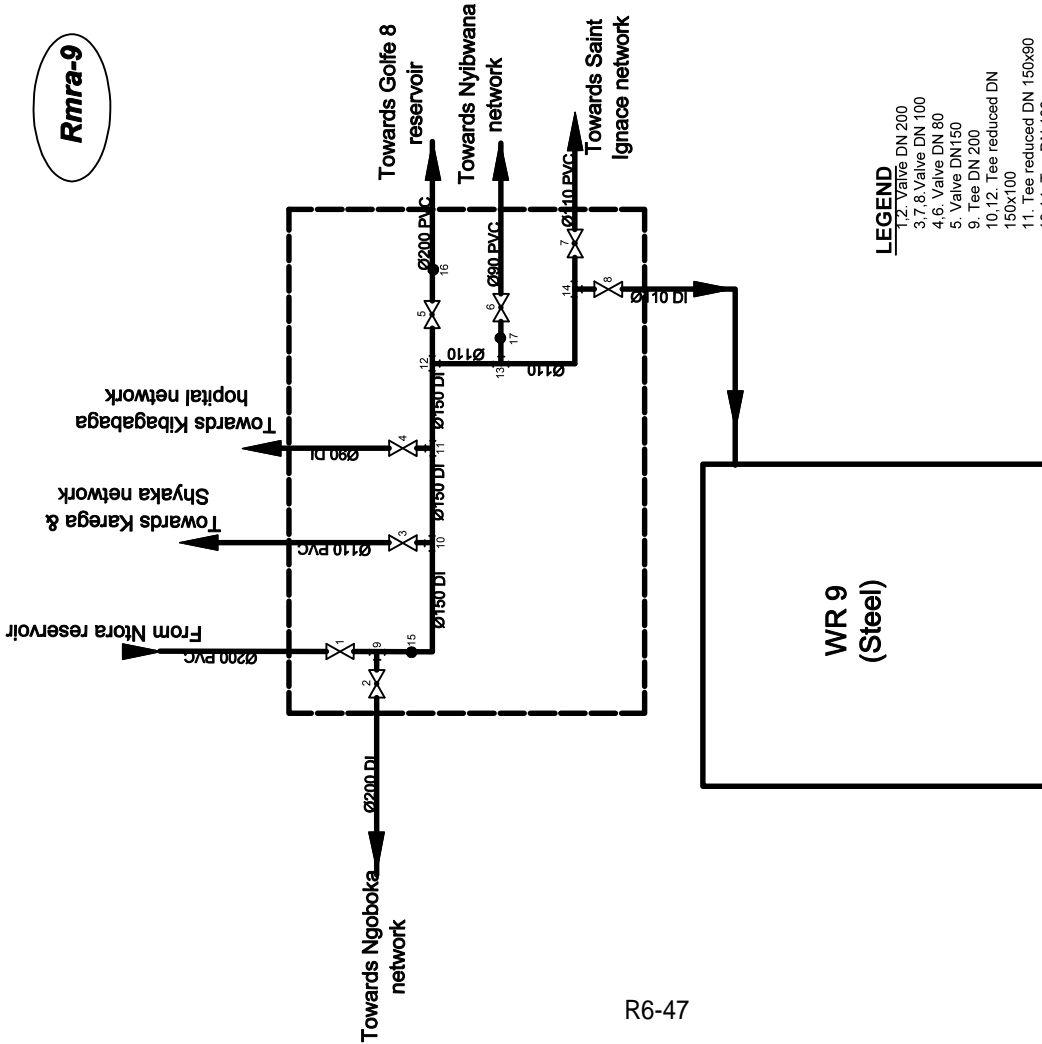 Rmra-9
Towards Golfe 8
reservoir
Towards Nyibwana
network
Towards Saint
Ignace network
Ø200 PVC
16
5
Ø90 PVC
6
17
Ø110 PVC
7
14
8
Ø110 DI
12
Ø110
13
Ø110
Ø150 DI
Towards Kibagabaga
hopital network
Ø90 DI
4
11
Ø150 DI
Towards Karega &
Shyaka network
Ø110 PVC
3
10
Ø150 DI
From Ntora reservoir
Ø200 PVC
1
9
15
2
Ø200 DI
Towards Ngoboka
network
WR 9
(Steel)
LEGEND
1,2. Valve DN 200
3,7,8.Valve DN 100
4,6. Valve DN 80
5. Valve DN150
9. Tee DN 200
10,12. Tee reduced DN
150x100
11. Tee reduced DN 150x90
R6-47